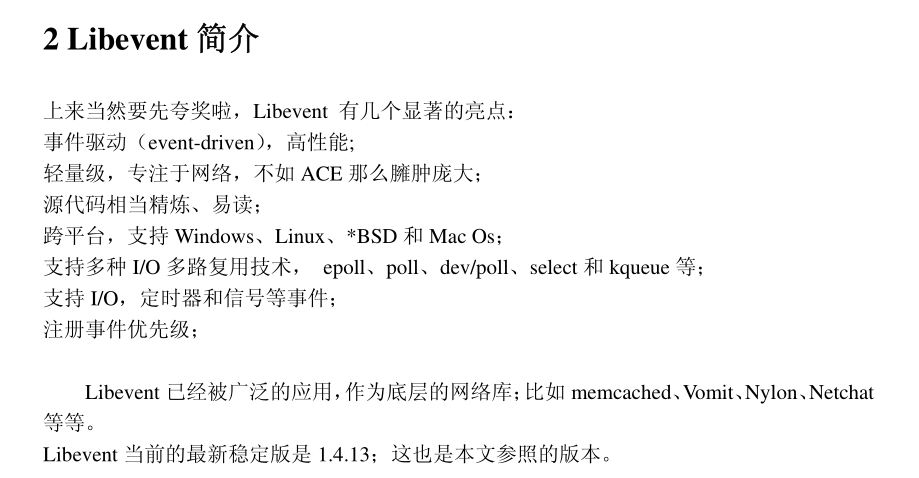 2 Libevent 简介
上来当然要先夸奖啦，Libevent 有几个显著的亮点：
事件驱动（event-driven），高性能;
轻量级，专注于网络，不如 ACE 那么臃肿庞大；
源代码相当精炼、易读；
跨平台，支持 Windows、Linux、*BSD 和 Mac Os；
支持多种 I/O 多路复用技术， epoll、poll、dev/poll、select 和 kqueue 等；
支持 I/O，定时器和信号等事件；
注册事件优先级；
Libevent 已经被广泛的应用，作为底层的网络库；比如 memcached、Vomit、Nylon、Netchat
等等。
Libevent 当前的最新稳定版是 1.4.13；这也是本文参照的版本。